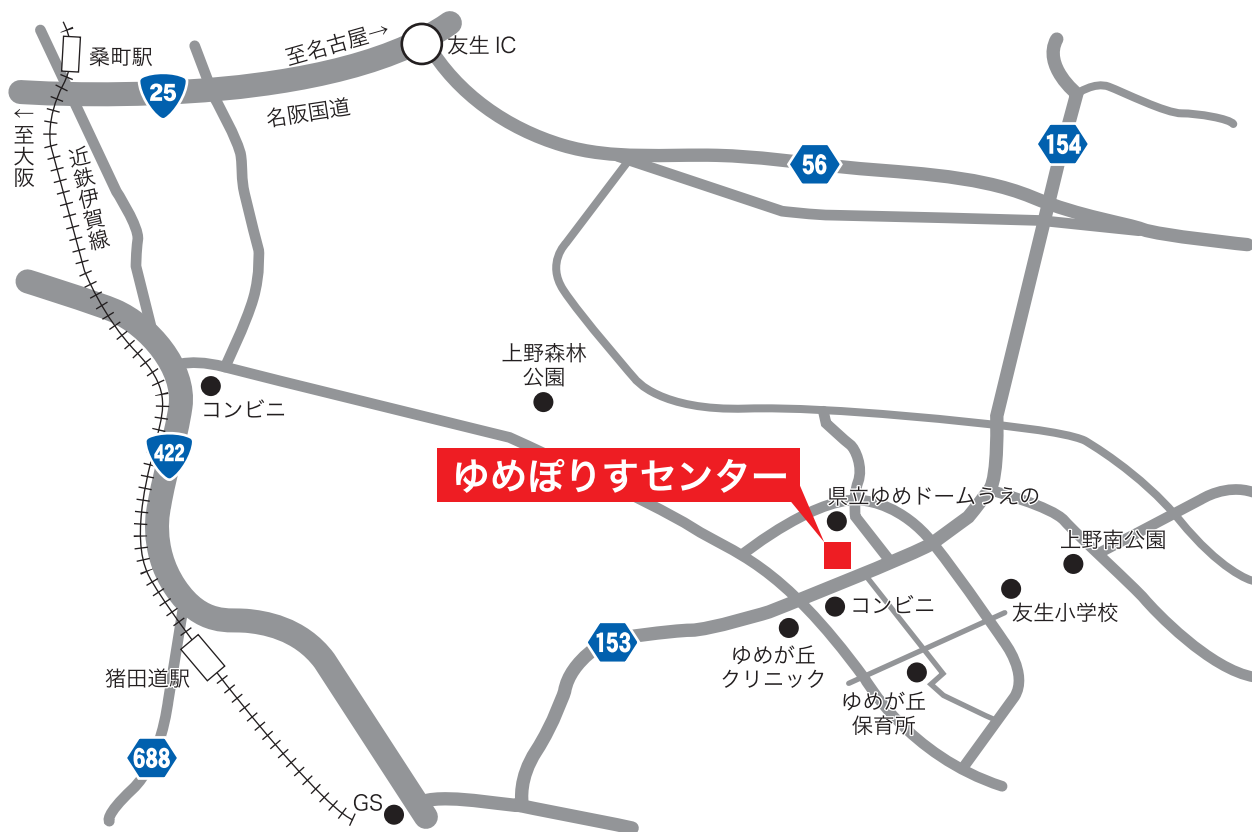 桑町駅
25
至名古屋→
友生 IC
名阪国道
←至大阪
近鉄伊賀線
56
154
上野森林
公園
コンビニ
422
ゆめぽりすセンター
県立ゆめドームうえの
上野南公園
コンビニ
友生小学校
153
ゆめが丘
クリニック
猪田道駅
ゆめが丘
保育所
688
GS